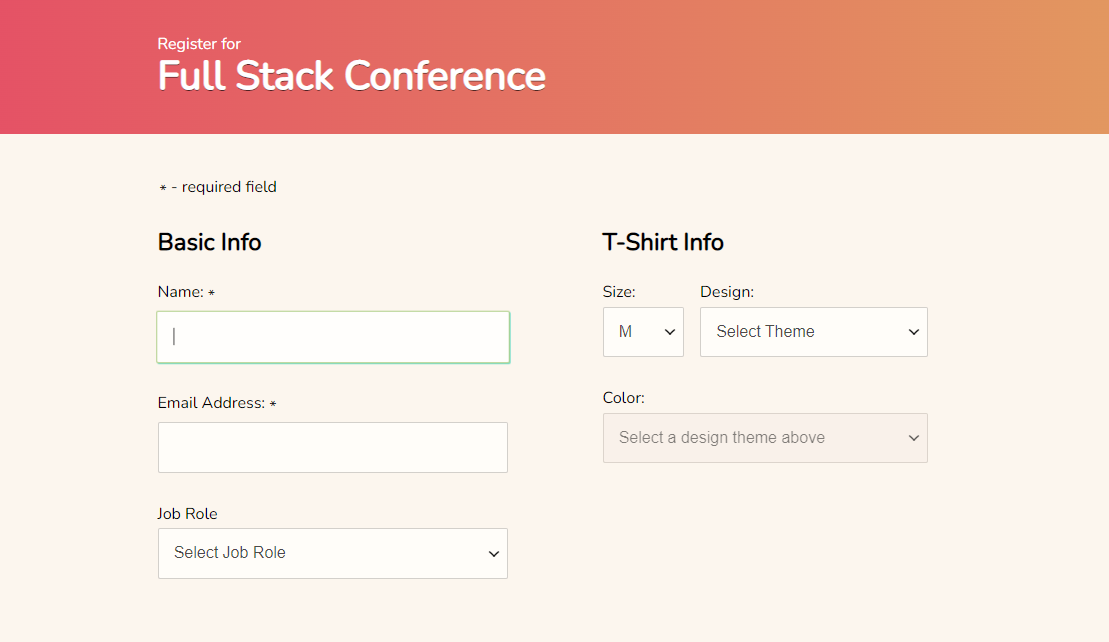 Register for
Full Stack Conference
* - required field
Basic Info
Name: *
Email Address: *
Job Role
Select Job Role
T-Shirt Info
Size:
Design:
M
Select Theme
Color:
Select a design theme above